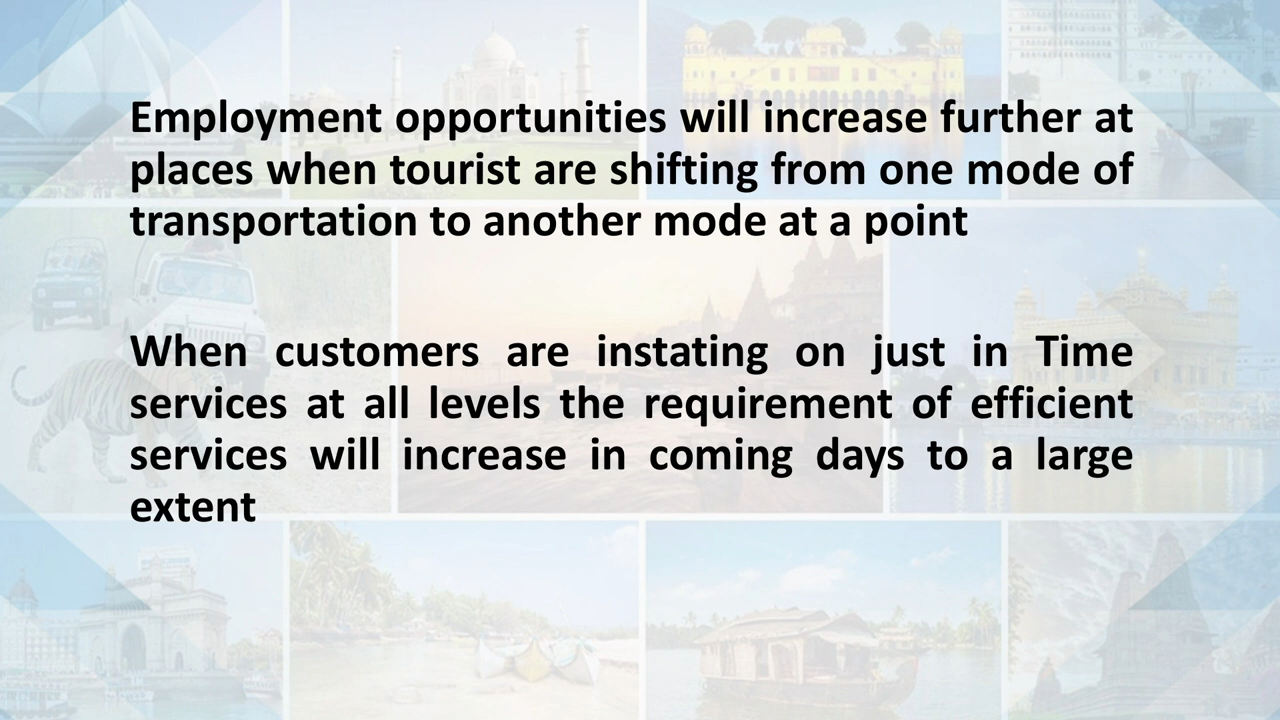 Employment opportunities will increase further at
places when tourist are shifting from one mode of
transportation to another mode at a point
When customers are instating on just in Time
services at all levels the requirement of efficient
services will increase in coming days to a large
extent